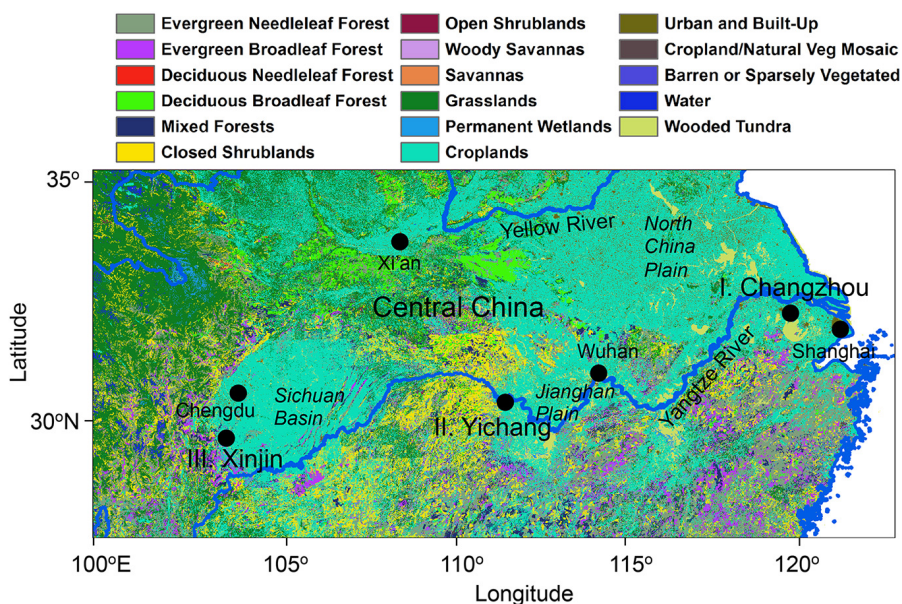 Evergreen Needleleaf Forest
Evergreen Broadleaf Forest
Deciduous Needleleaf Forest
Deciduous Broadleaf Forest
Mixed Forests
Closed Shrublands
Open Shrublands
Woody Savannas
Savannas
Grasslands
Permanent Wetlands
Croplands
Urban and Built-Up
Cropland/Natural Veg Mosaic
Barren or Sparsely Vegetated
Water
Wooded Tundra
35°
30°N
Latitude
Yellow River
North
China
Plain
Xi'an
Central China
I. Changzhou
Shanghar
Wuhan
Yangtze River
Jianghan
Plain
Sichuan
Basin
Chengdu
II. Yichang
III. Xinjin
100°E
105°
110°
115°
120°
Longitude